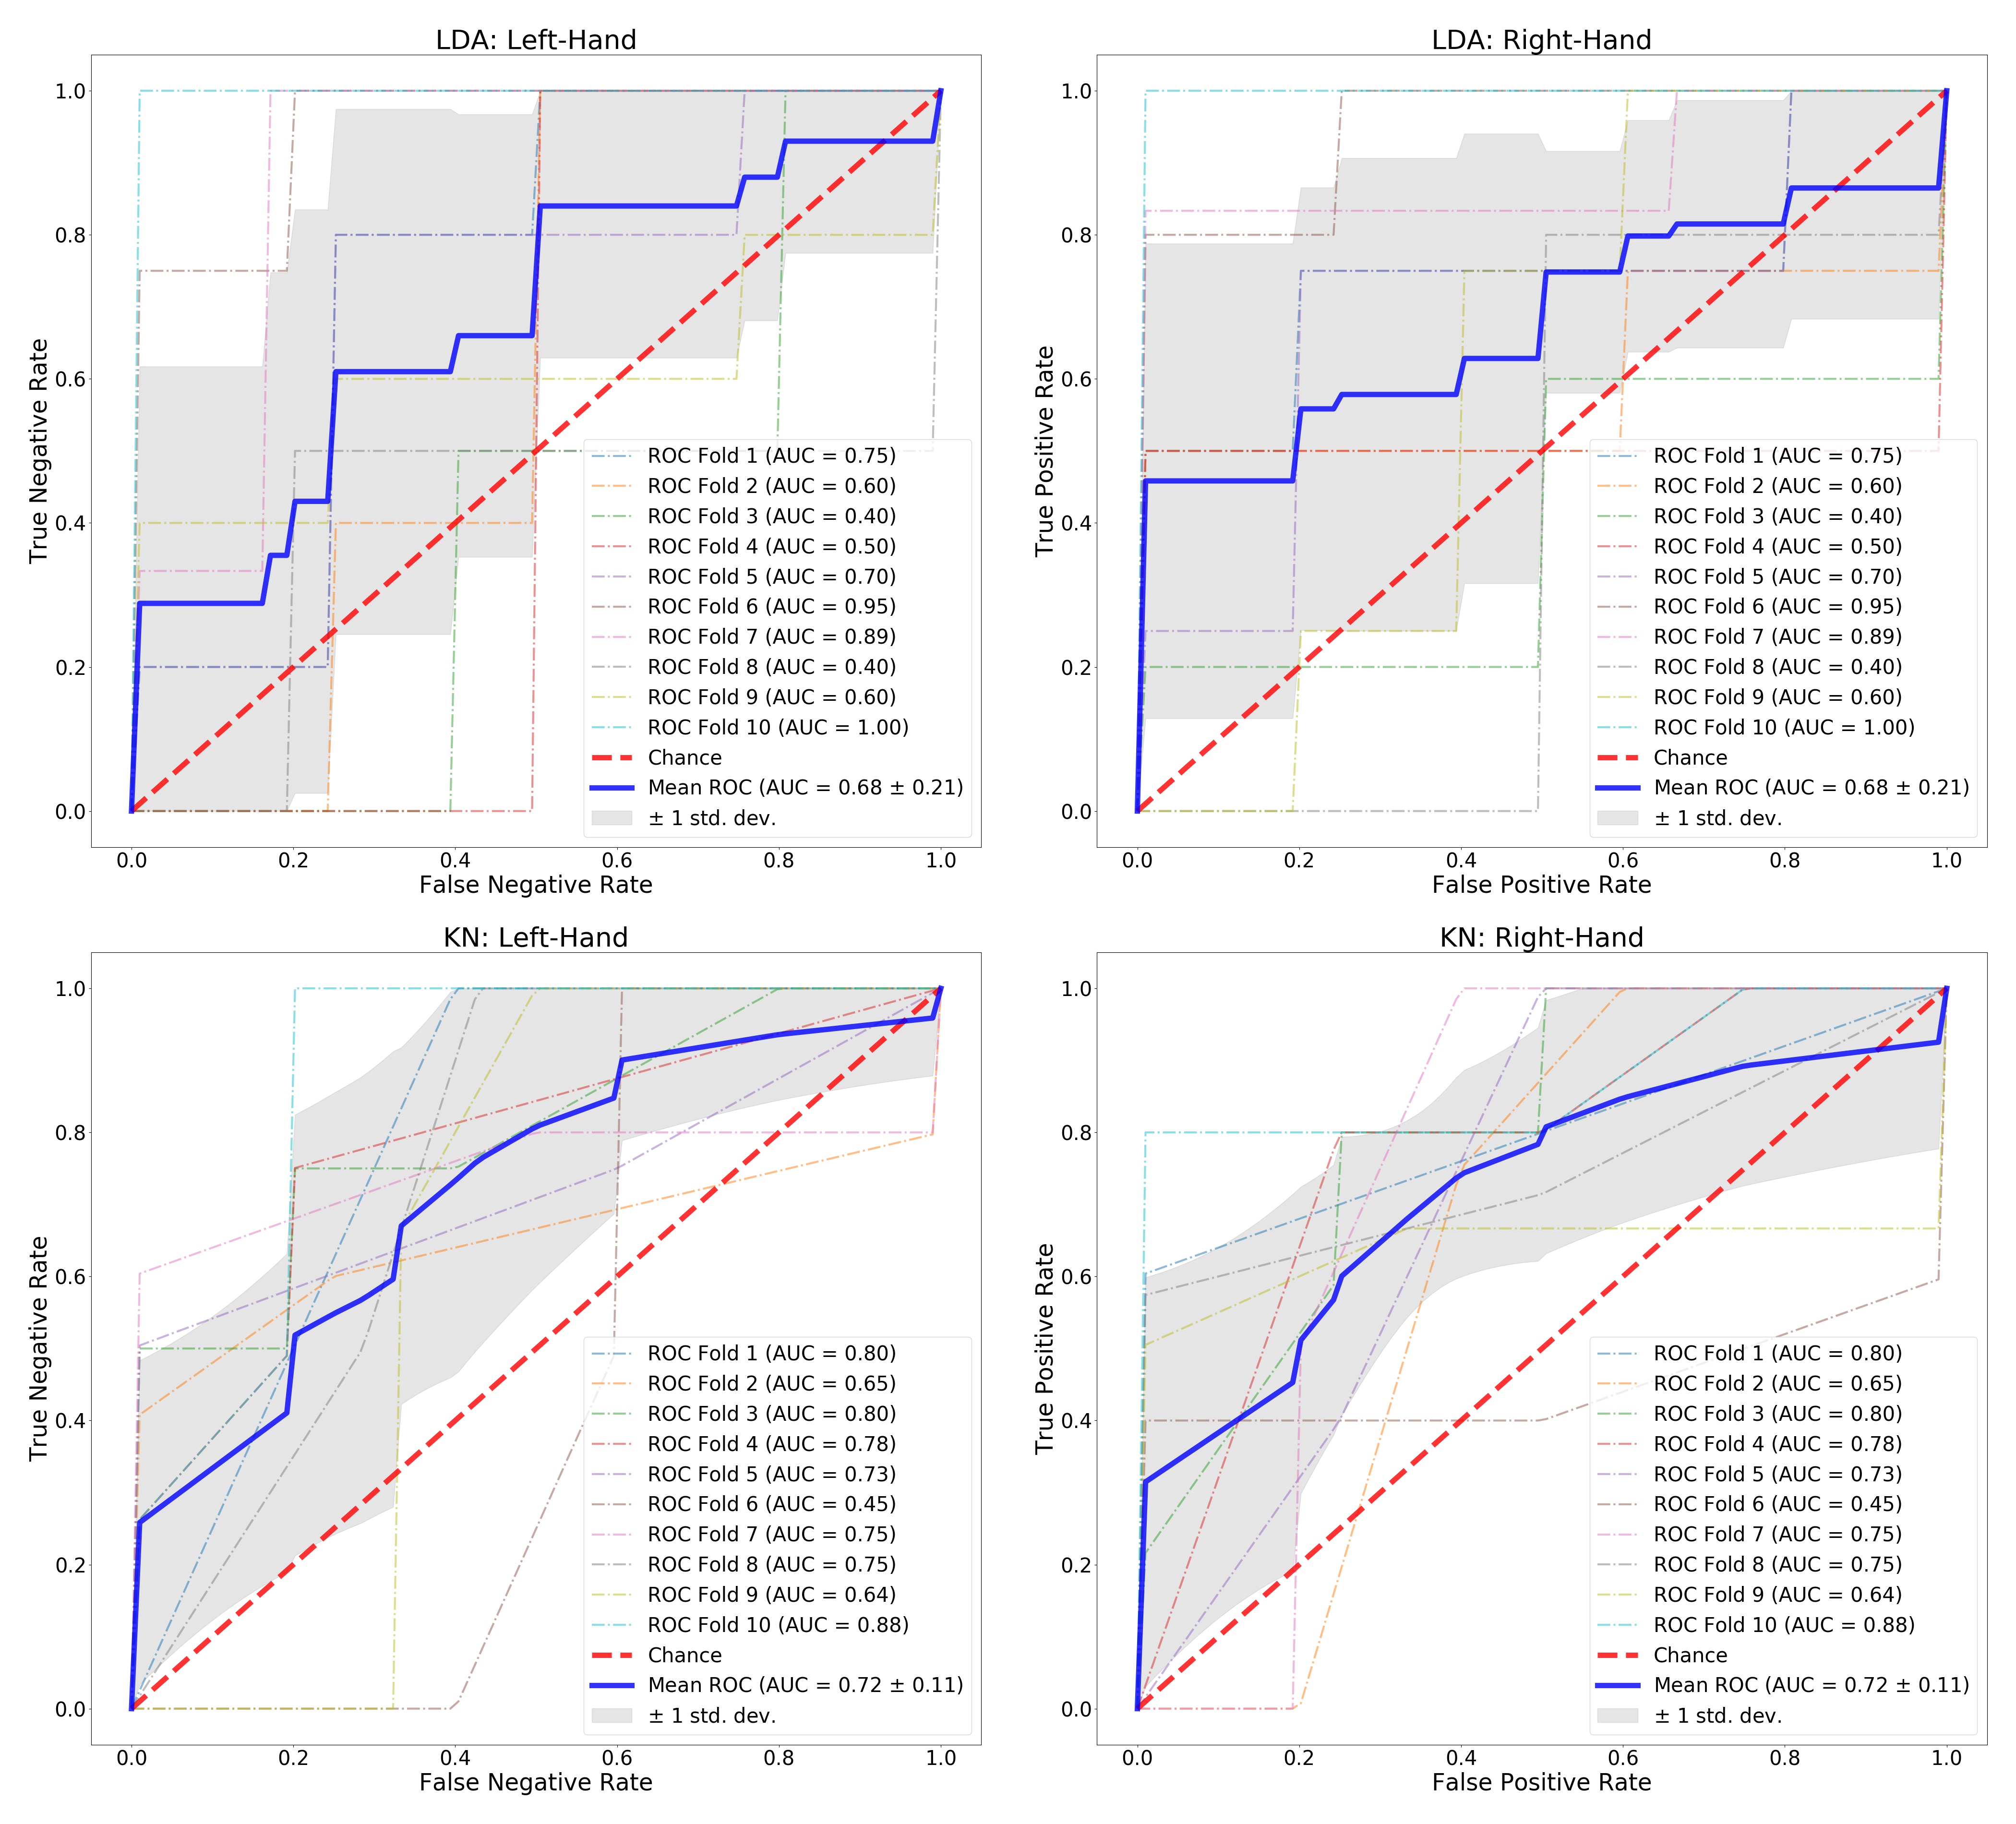 LDA: Left-Hand
True Negative Rate
1.0
0.8
0.6
0.4
0.2
0.0
ROC Fold 1 (AUC = 0.75)
ROC Fold 2 (AUC = 0.60)
ROC Fold 3 (AUC = 0.40)
ROC Fold 4 (AUC = 0.50)
ROC Fold 5 (AUC = 0.70)
ROC Fold 6 (AUC = 0.95)
ROC Fold 7 (AUC = 0.89)
ROC Fold 8 (AUC = 0.40)
ROC Fold 9 (AUC = 0.60)
ROC Fold 10 (AUC = 1.00)
Chance
Mean ROC (AUC = 0.68 ± 0.21)
± 1 std. dev.
0.0 0.2 0.4 0.6 0.8 1.0
False Negative Rate
LDA: Right-Hand
True Positive Rate
1.0
0.8
0.6
0.4
0.2
0.0
ROC Fold 1 (AUC = 0.75)
ROC Fold 2 (AUC = 0.60)
ROC Fold 3 (AUC = 0.40)
ROC Fold 4 (AUC = 0.50)
ROC Fold 5 (AUC = 0.70)
ROC Fold 6 (AUC = 0.95)
ROC Fold 7 (AUC = 0.89)
ROC Fold 8 (AUC = 0.40)
ROC Fold 9 (AUC = 0.60)
ROC Fold 10 (AUC = 1.00)
Chance
Mean ROC (AUC = 0.68 ± 0.21)
± 1 std. dev.
0.0 0.2 0.4 0.6 0.8 1.0
False Positive Rate
KN: Left-Hand
True Negative Rate
1.0
0.8
0.6
0.4
0.2
0.0
ROC Fold 1 (AUC = 0.80)
ROC Fold 2 (AUC = 0.65)
ROC Fold 3 (AUC = 0.80)
ROC Fold 4 (AUC = 0.78)
ROC Fold 5 (AUC = 0.73)
ROC Fold 6 (AUC = 0.45)
ROC Fold 7 (AUC = 0.75)
ROC Fold 8 (AUC = 0.75)
ROC Fold 9 (AUC = 0.64)
ROC Fold 10 (AUC = 0.88)
Chance
Mean ROC (AUC = 0.72 ± 0.11)
± 1 std. dev.
0.0 0.2 0.4 0.6 0.8 1.0
False Negative Rate
KN: Right-Hand
True Positive Rate
1.0
0.8
0.6
0.4
0.2
0.0
ROC Fold 1 (AUC = 0.80)
ROC Fold 2 (AUC = 0.65)
ROC Fold 3 (AUC = 0.80)
ROC Fold 4 (AUC = 0.78)
ROC Fold 5 (AUC = 0.73)
ROC Fold 6 (AUC = 0.45)
ROC Fold 7 (AUC = 0.75)
ROC Fold 8 (AUC = 0.75)
ROC Fold 9 (AUC = 0.64)
ROC Fold 10 (AUC = 0.88)
Chance
Mean ROC (AUC = 0.72 ± 0.11)
± 1 std. dev.
0.0 0.2 0.4 0.6 0.8 1.0
False Positive Rate